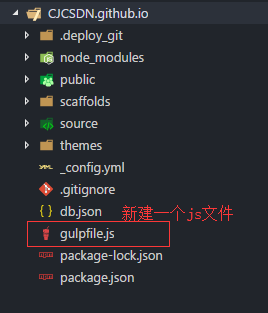 CJCSDN.github.io
.deploy_git
node_modules
public
scaffolds
source
themes
_config.yml
.gitignore
db.json
新建一个js文件
gulpfile.js
package-lock.json
package.json